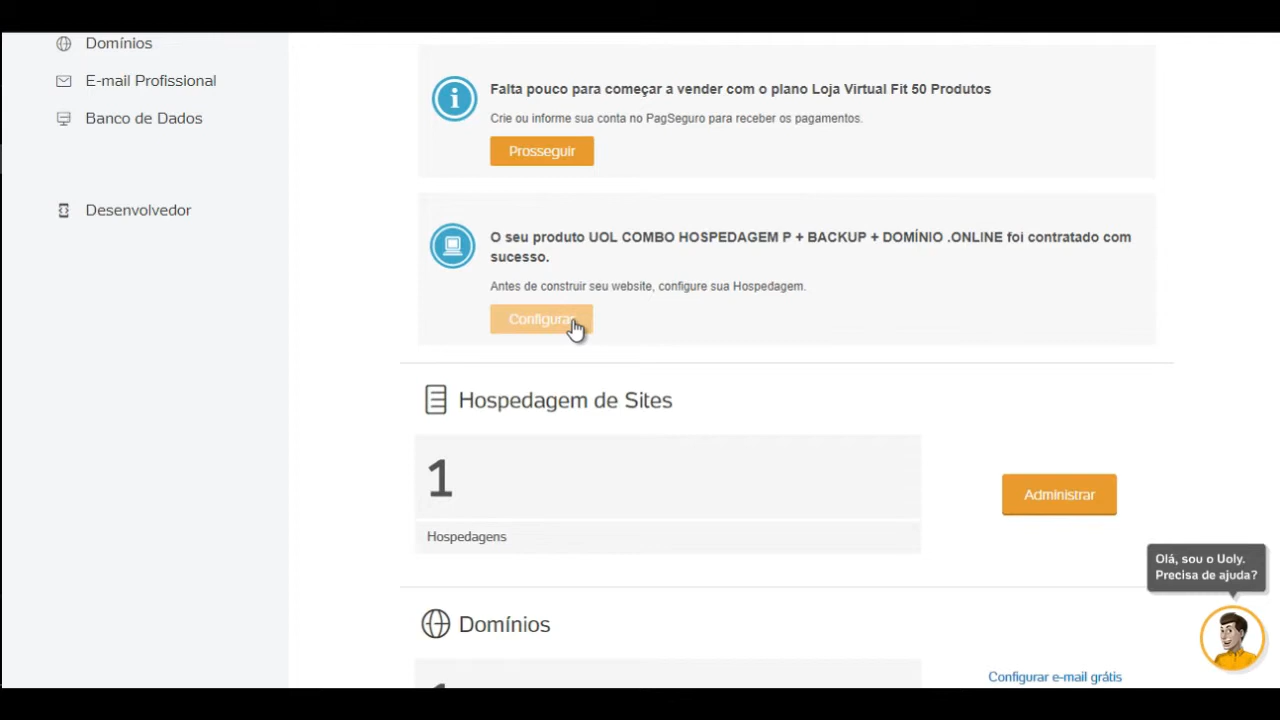 Domínios
E-mail Profissional
Banco de Dados
Desenvolvedor
Falta pouco para começar a vender com o plano Loja Virtual Fit 50 Produtos
Crie ou informe sua conta no PagSeguro para receber os pagamentos.
Prosseguir
O seu produto UOL COMBO HOSPEDAGEM P + BACKUP + DOMÍNIO .ONLINE foi contratado com
sucesso.
Antes de construir seu website, configure sua Hospedagem.
Configurar
Hospedagem de Sites
1
Hospedagens
Administrar
Olá, sou o Uoly.
Precisa de ajuda?
Domínios
Configurar e-mail grátis